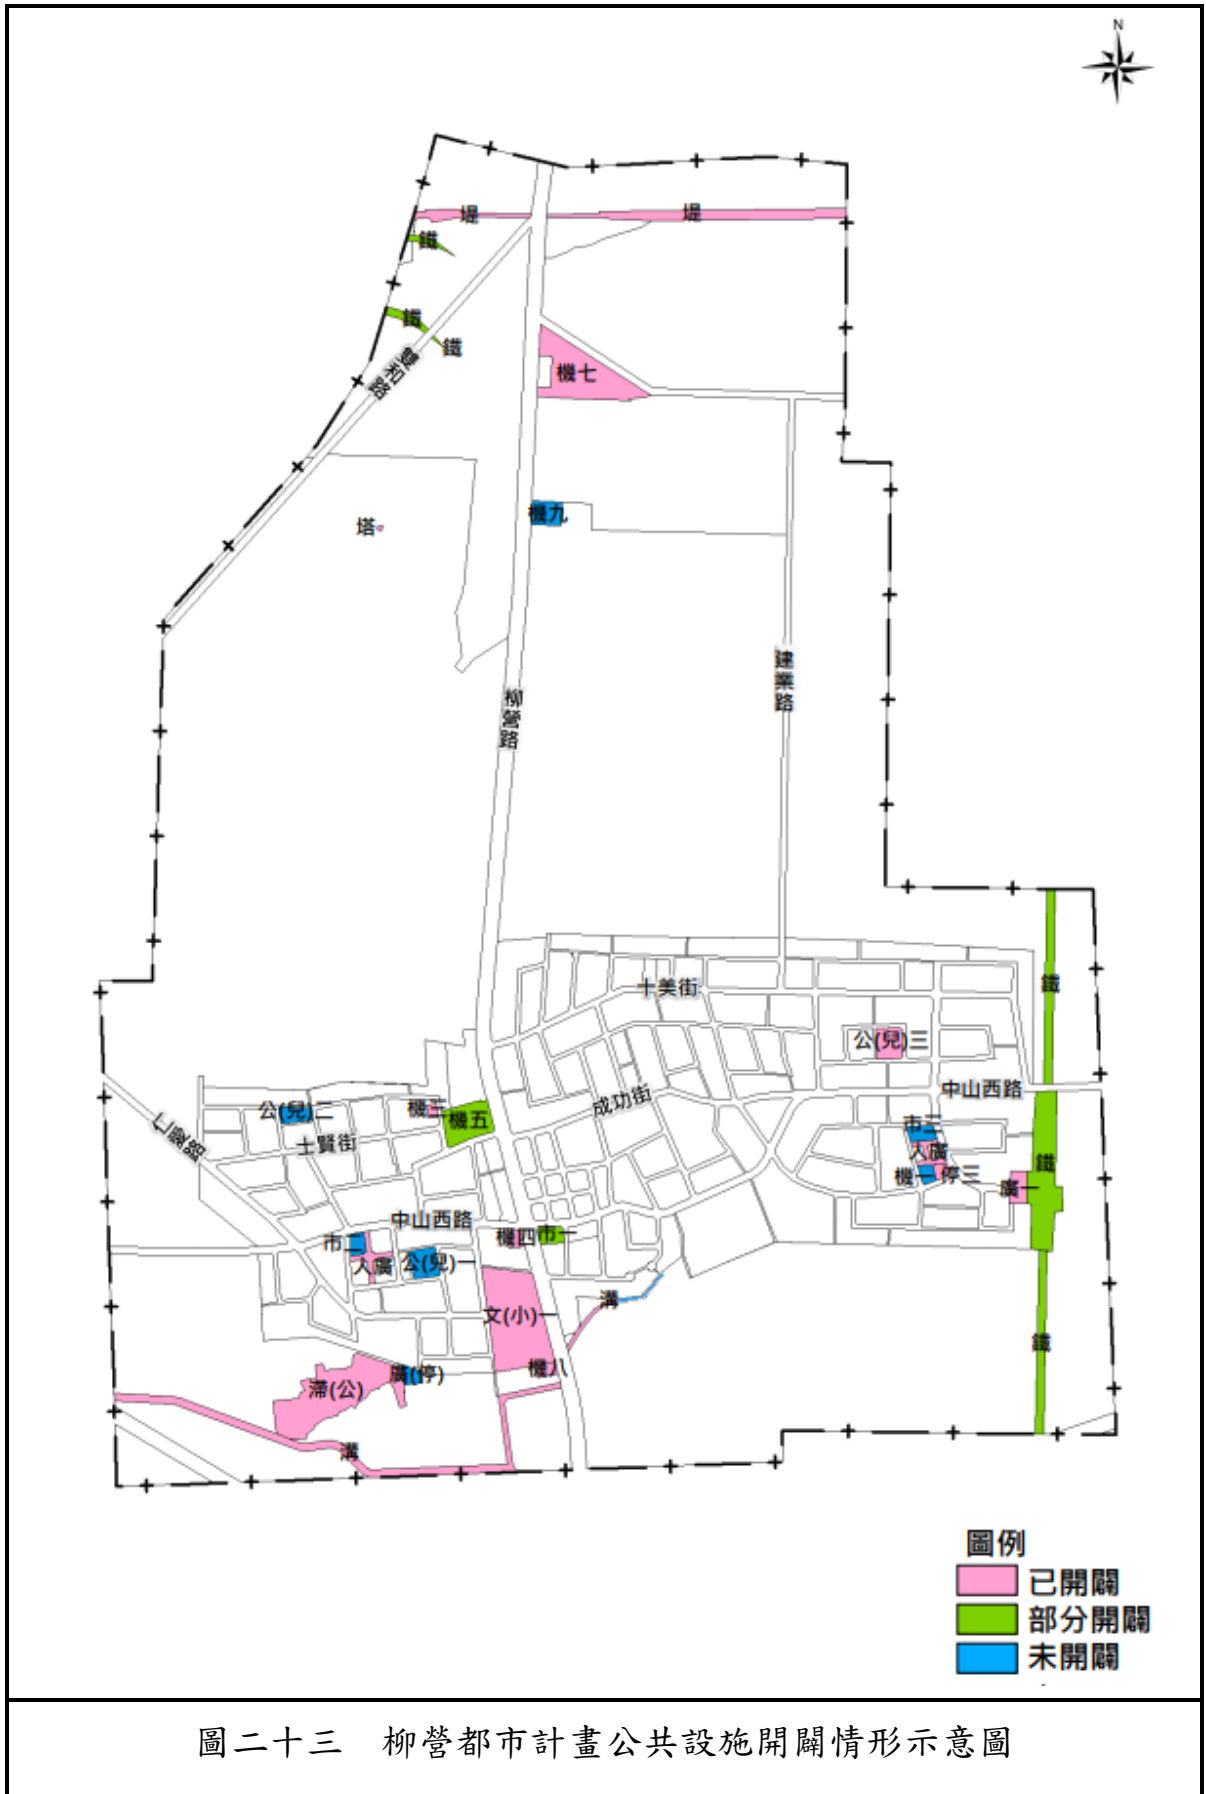 N
堤
堤
鐵
鐵
鐵
雙和路
機七
機九
塔
建業路
柳營路
十美街
鐵
公(兒)三
中山西路
成功街
公(兒)二
機三
機五
仁愛路
士賢街
市三
人廣
機一
停三
鐵
廣一
中山西路
機四
市一
市二
人廣
公(兒)一
文(小)一
溝
鐵
機八
廣(停)
滯(公)
溝
圖例
已開闢
部分開闢
未開闢
圖二十三 柳營都市計畫公共設施開闢情形示意圖